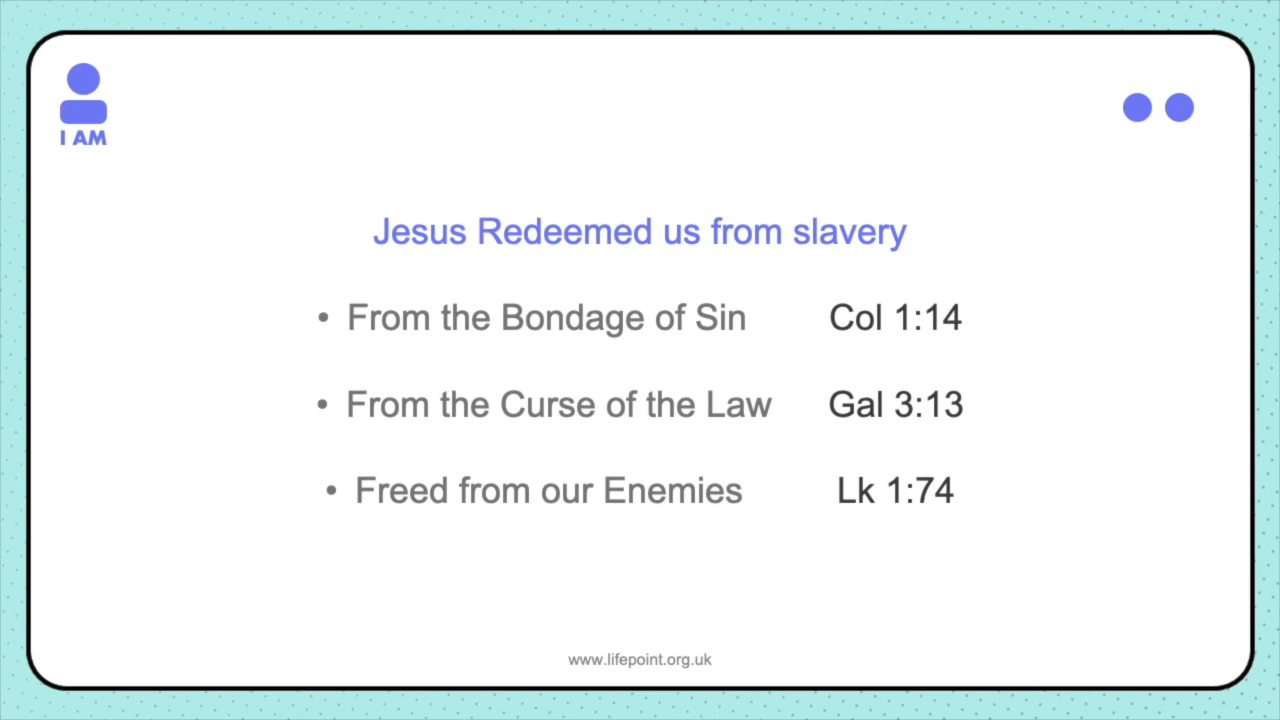 I AM
Jesus Redeemed us from slavery
• From the Bondage of Sin Col 1:14
• From the Curse of the Law Gal 3:13
• Freed from our Enemies Lk 1:74
www.lifepoint.org.uk